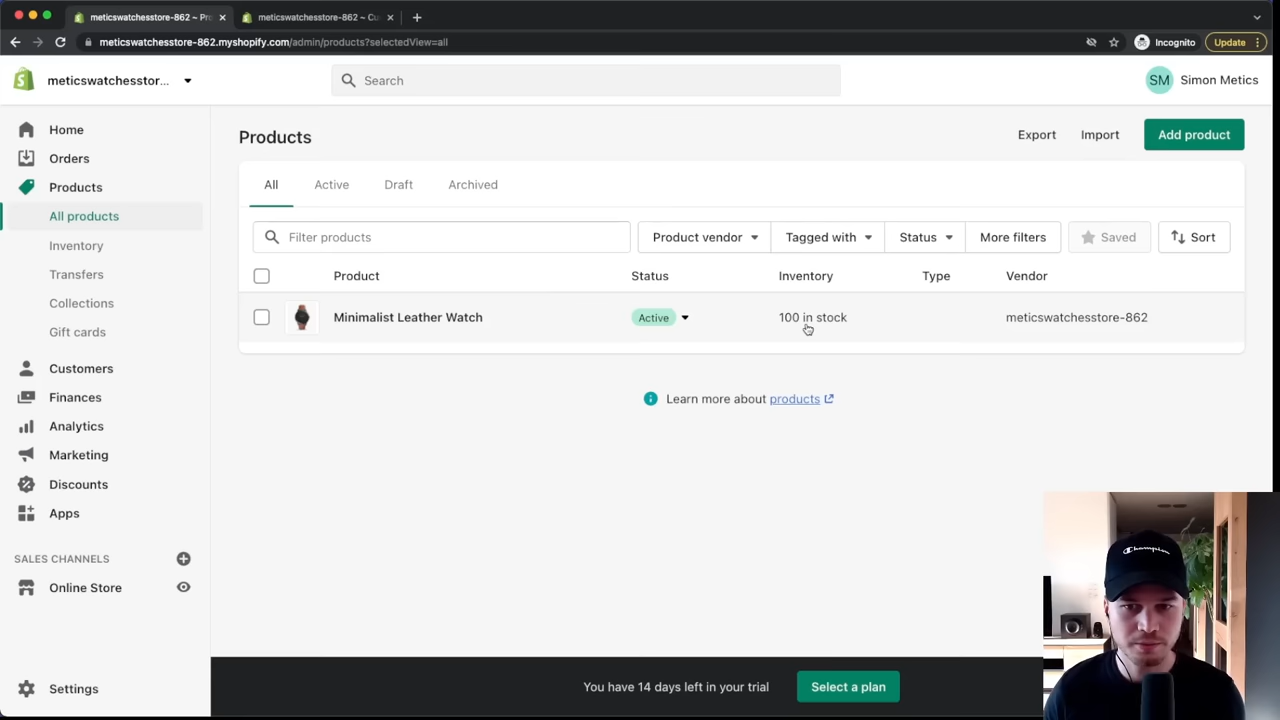 meticswatchesstore-862 ~ Pro
meticswatchesstore-862 ~ Cu
meticswatchesstore-862.myshopify.com/admin/products?selectedView=all
Incognito
Update
meticswatchesstor...
Search
SM
Simon Metics
Home
Orders
Products
All products
Inventory
Transfers
Collections
Gift cards
Customers
Finances
Analytics
Marketing
Discounts
Apps
SALES CHANNELS
Online Store
Settings
Products
Export
Import
Add product
All
Active
Draft
Archived
Filter products
Product vendor
Tagged with
Status
More filters
Saved
Sort
Product
Status
Inventory
Type
Vendor
Minimalist Leather Watch
Active
100 in stock
meticswatchesstore-862
Learn more about products
You have 14 days left in your trial
Select a plan
Champion